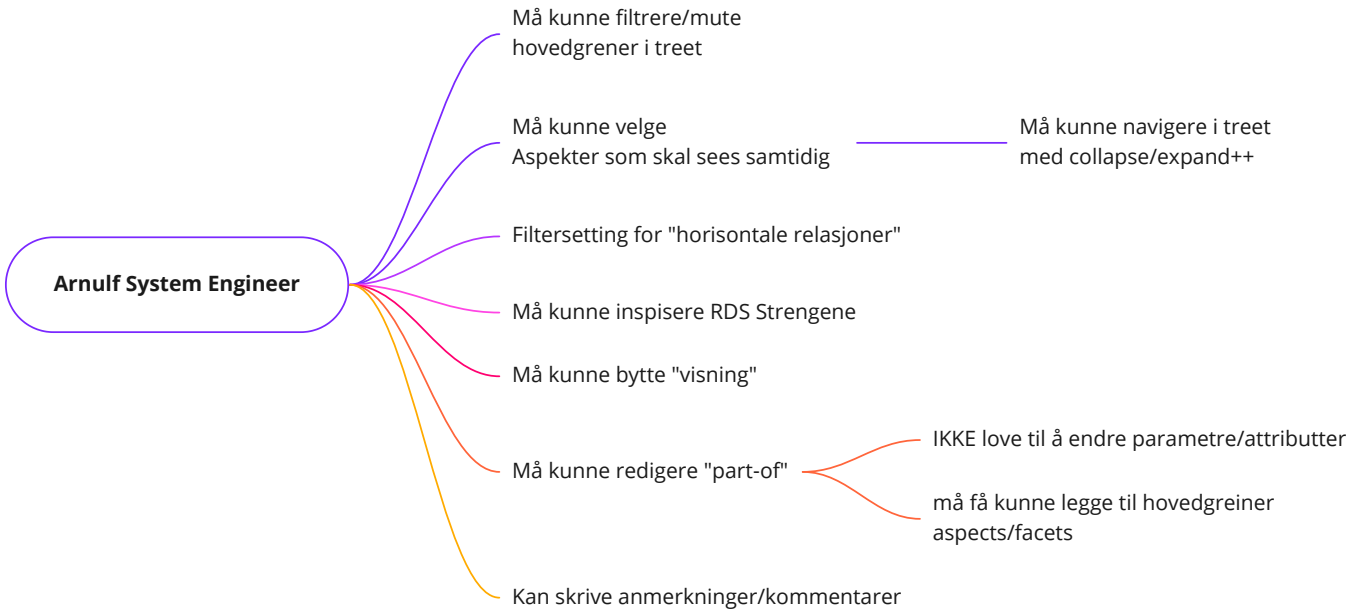 Må kunne filtrere/mute
hovedgrener i treet
Må kunne velge
Aspekter som skal sees samtidig
Må kunne navigere i treet
med collapse/expand++
Filtersetting for "horisontale relasjoner"
Arnulf System Engineer
Må kunne inspisere RDS Strengene
Må kunne bytte "visning"
Må kunne redigere "part-of"
IKKE love til å endre parametre/attributter
må få kunne legge til hovedgreiner
aspects/facets
Kan skrive anmerkninger/kommentarer